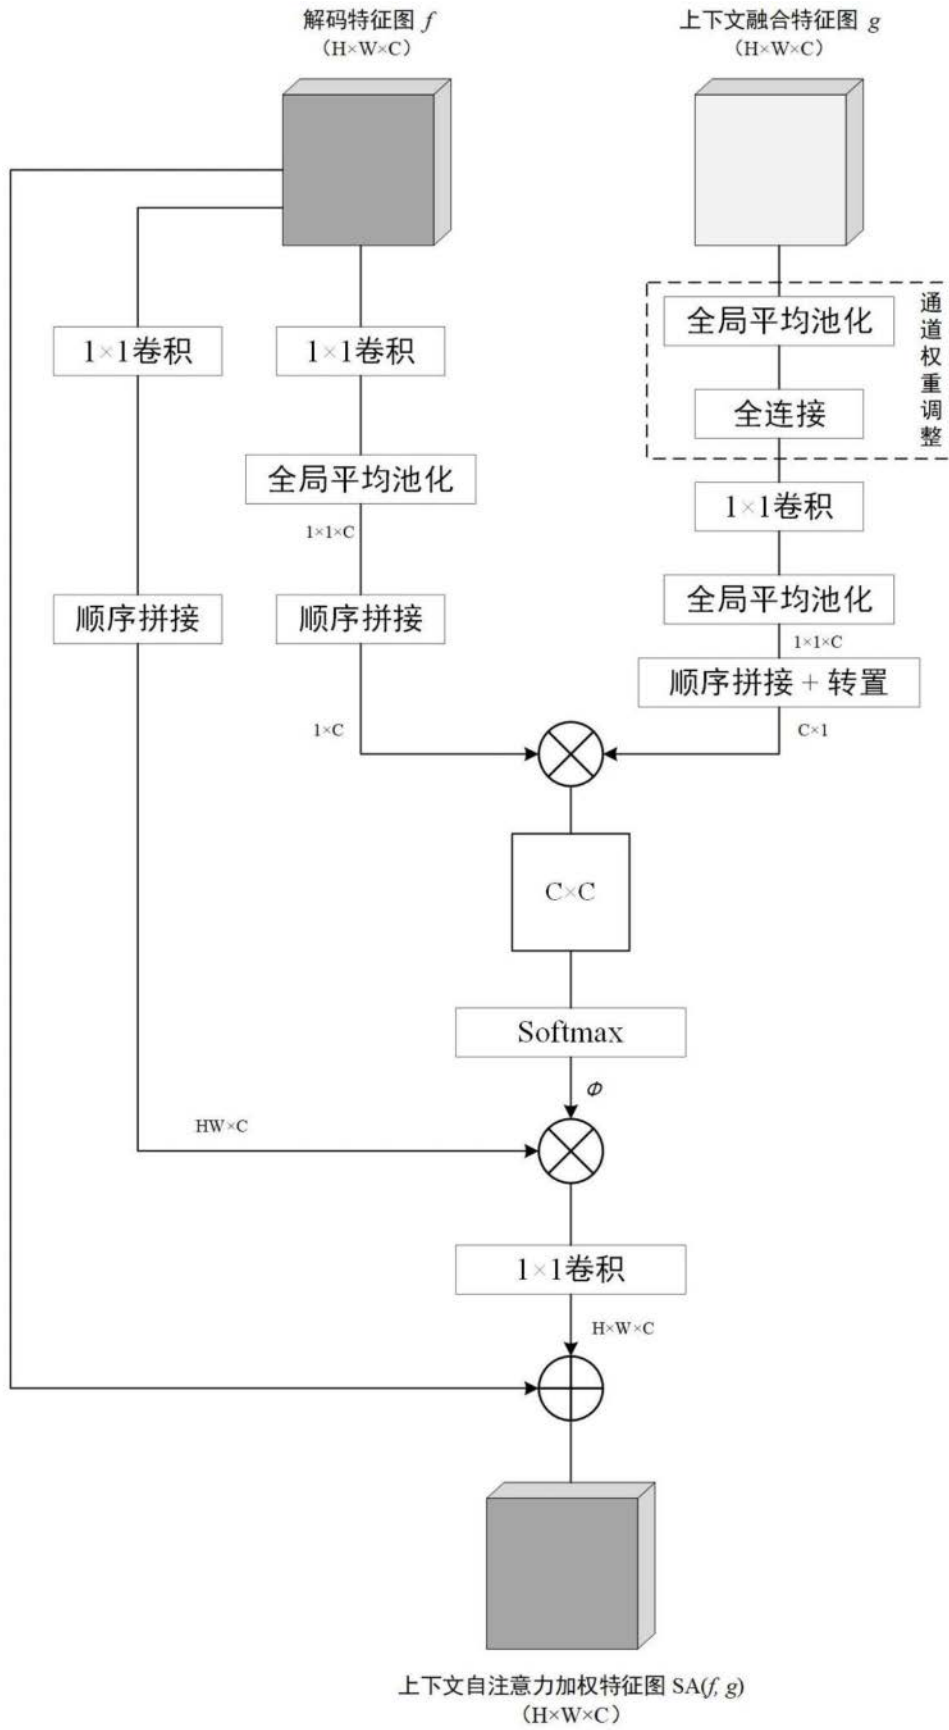 解码特征图 f
（H×W×C）
上下文融合特征图 g
（H×W×C）
1×1卷积
1×1卷积
全局平均池化
通道权重调整
全连接
全局平均池化
1×1×C
1×1卷积
顺序拼接
顺序拼接
全局平均池化
1×1×C
顺序拼接 + 转置
1×C
C×1
C×C
Softmax
Φ
HW×C
1×1卷积
H×W×C
上下文自注意力加权特征图 SA(f, g)
（H×W×C）